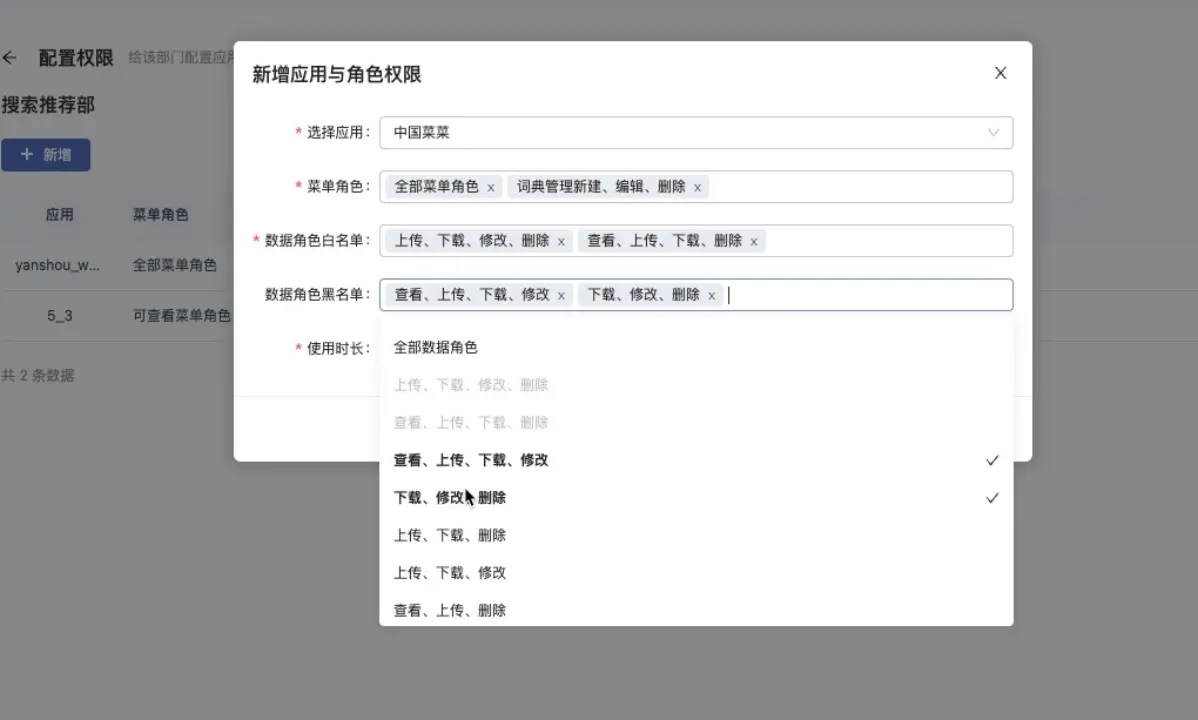 配置权限 给该部门配置应用
搜索推荐部
+ 新增
应用 菜单角色
yanshou_w... 全部菜单角色
5_3 可查看菜单角色
共 2 条数据
新增应用与角色权限
* 选择应用: 中国菜菜
* 菜单角色: 全部菜单角色 x 词典管理新建、编辑、删除 x
* 数据角色白名单: 上传、下载、修改、删除 x 查看、上传、下载、删除 x
数据角色黑名单: 查看、上传、下载、修改 x 下载、修改、删除 x
* 使用时长:
全部数据角色
上传、下载、修改、删除
查看、上传、下载、删除
查看、上传、下载、修改
下载、修改、删除
上传、下载、删除
上传、下载、修改
查看、上传、删除